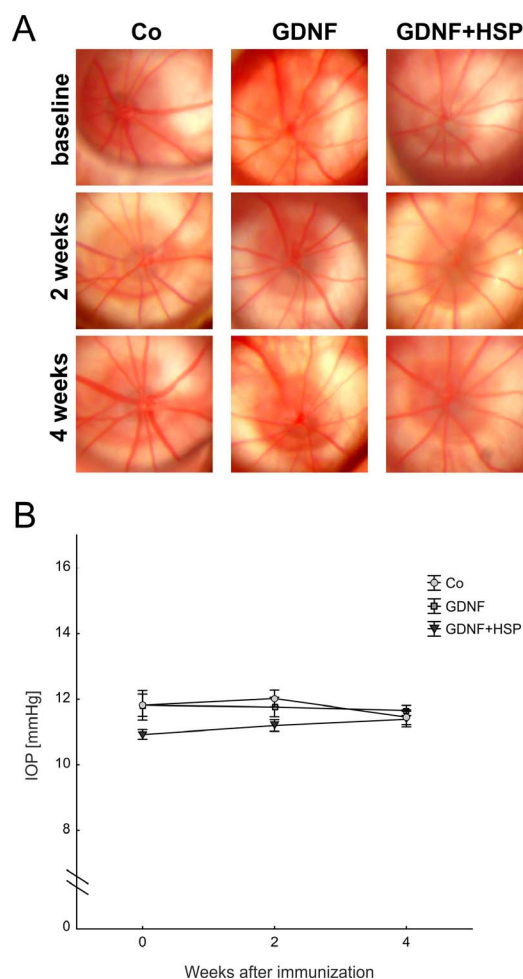 A
Co GDNF GDNF+HSP
baseline
2 weeks
4 weeks
B
16
14
12
10
8
0
IOP [mmHg]
Co
GDNF
GDNF+HSP
0 2 4
Weeks after immunization